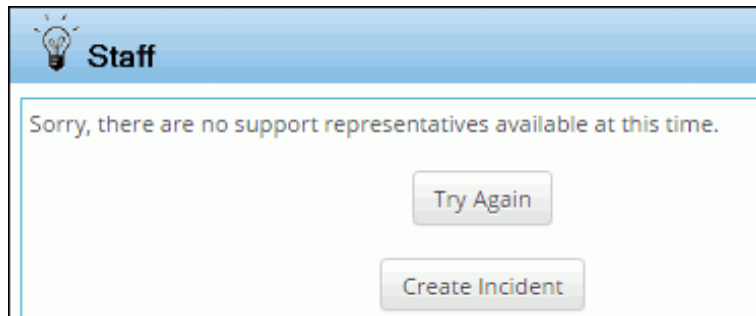 Staff
Sorry, there are no support representatives available at this time.
Try Again
Create Incident